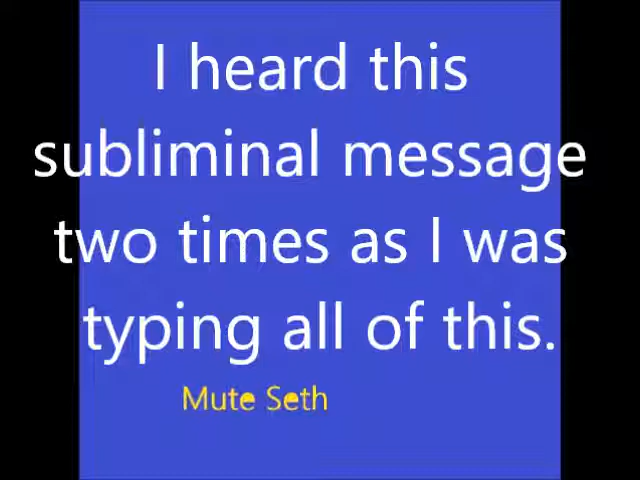 I heard this
subliminal message
two times as I was
typing all of this.
Mute Seth